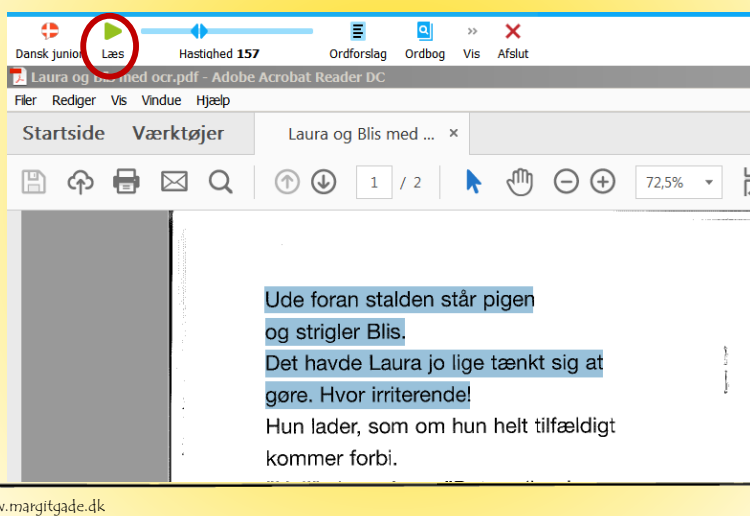 Dansk junior Læs Hastighed 157 Ordforslag Ordbog Vis Afslut
Laura og Blis med ocr.pdf - Adobe Acrobat Reader DC
Filer Rediger Vis Vindue Hjælp
Startside Værktøjer Laura og Blis med ... ×
1 / 2 72,5%
Ude foran stalden står pigen
og strigler Blis.
Det havde Laura jo lige tænkt sig at
gøre. Hvor irriterende!
Hun lader, som om hun helt tilfældigt
kommer forbi.
w.margitgade.dk